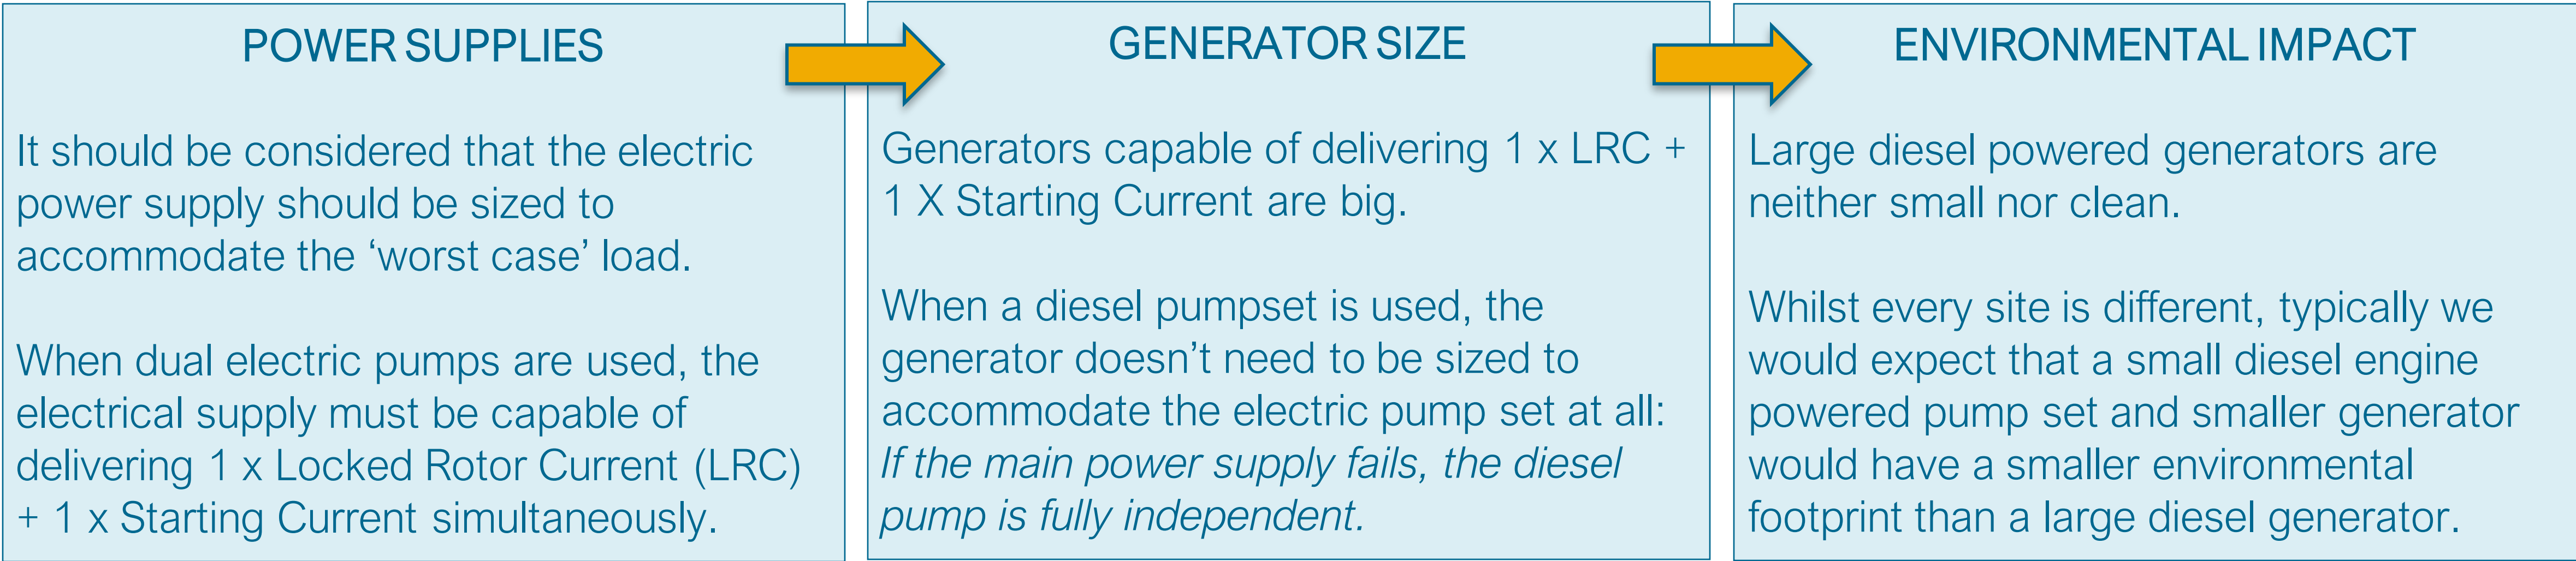 POWER SUPPLIES
It should be considered that the electric
power supply should be sized to
accommodate the ‘worst case’ load.
When dual electric pumps are used, the
electrical supply must be capable of
delivering 1 x Locked Rotor Current (LRC)
+ 1 x Starting Current simultaneously.
GENERATOR SIZE
Generators capable of delivering 1 x LRC +
1 X Starting Current are big.
When a diesel pumpset is used, the
generator doesn’t need to be sized to
accommodate the electric pump set at all:
If the main power supply fails, the diesel
pump is fully independent.
ENVIRONMENTAL IMPACT
Large diesel powered generators are
neither small nor clean.
Whilst every site is different, typically we
would expect that a small diesel engine
powered pump set and smaller generator
would have a smaller environmental
footprint than a large diesel generator.